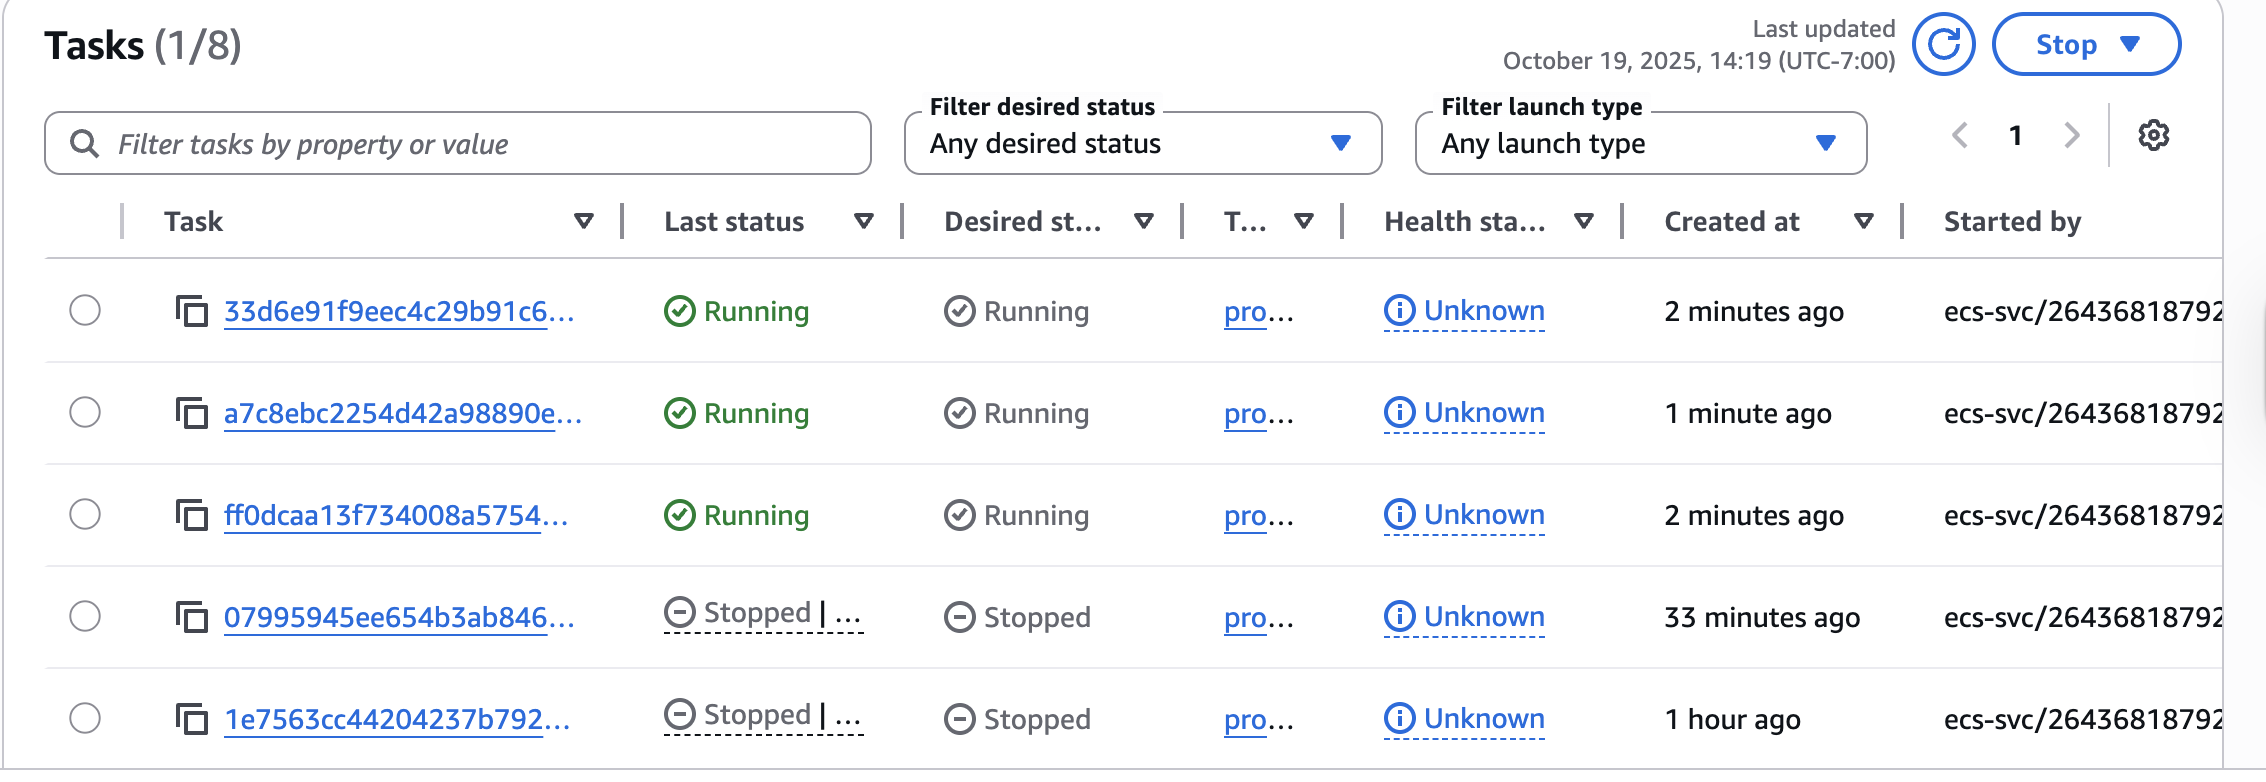 Tasks (1/8)
Last updated
October 19, 2025, 14:19 (UTC-7:00)
Stop
Filter tasks by property or value
Filter desired status
Any desired status
Filter launch type
Any launch type
1
Task Last status Desired st... T... Health sta... Created at Started by
33d6e91f9eec4c29b91c6... Running Running pro... Unknown 2 minutes ago ecs-svc/26436818792
a7c8ebc2254d42a98890e... Running Running pro... Unknown 1 minute ago ecs-svc/26436818792
ff0dcaa13f734008a5754... Running Running pro... Unknown 2 minutes ago ecs-svc/26436818792
07995945ee654b3ab846... Stopped | ... Stopped pro... Unknown 33 minutes ago ecs-svc/26436818792
1e7563cc44204237b792... Stopped | ... Stopped pro... Unknown 1 hour ago ecs-svc/26436818792